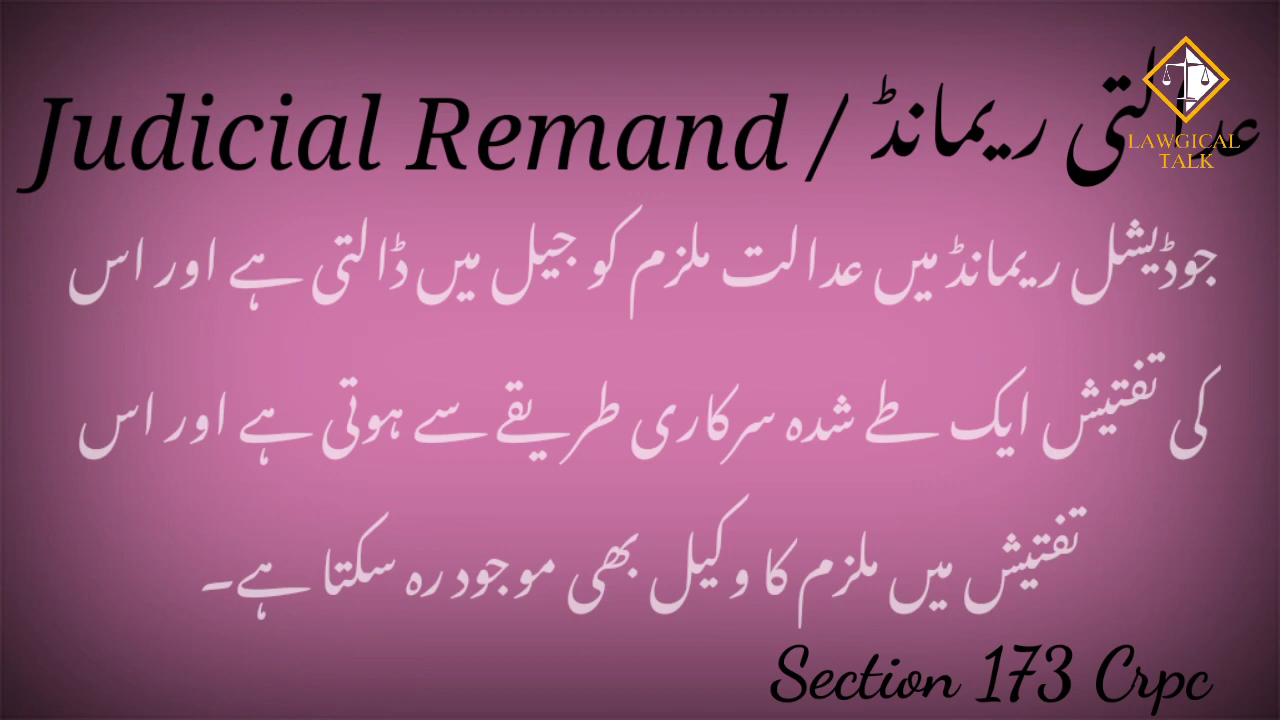 عدالتی ریمانڈ / Judicial Remand
LAWGICAL
TALK
جوڈیشل ریمانڈ میں عدالت ملزم کو جیل میں ڈالتی ہے اور اس
کی تفتیش ایک طے شدہ سرکاری طریقے سے ہوتی ہے اور اس
تفتیش میں ملزم کا وکیل بھی موجود رہ سکتا ہے۔
Section 173 Crpc